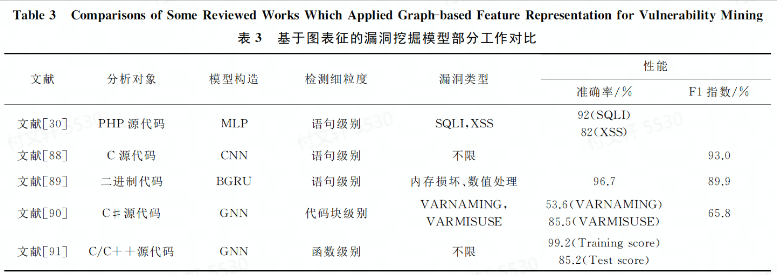 Table 3 Comparisons of Some Reviewed Works Which Applied Graph-based Feature Representation for Vulnerability Mining
表 3 基于图表征的漏洞挖掘模型部分工作对比
文献 分析对象 模型构造 检测细粒度 漏洞类型 性能
准确率/% F1 指数/%
文献[30] PHP 源代码 MLP 语句级别 SQLI,XSS 92(SQLI)
82(XSS)
文献[88] C 源代码 CNN 语句级别 不限 93.0
文献[89] 二进制代码 BGRU 语句级别 内存损坏、数值处理 96.7 89.9
文献[90] C♯源代码 GNN 代码块级别 VARNAMING, 53.6(VARNAMING) 65.8
VARMISUSE 85.5(VARMISUSE)
文献[91] C/C++源代码 GNN 函数级别 不限 99.2(Training score)
85.2(Test score)